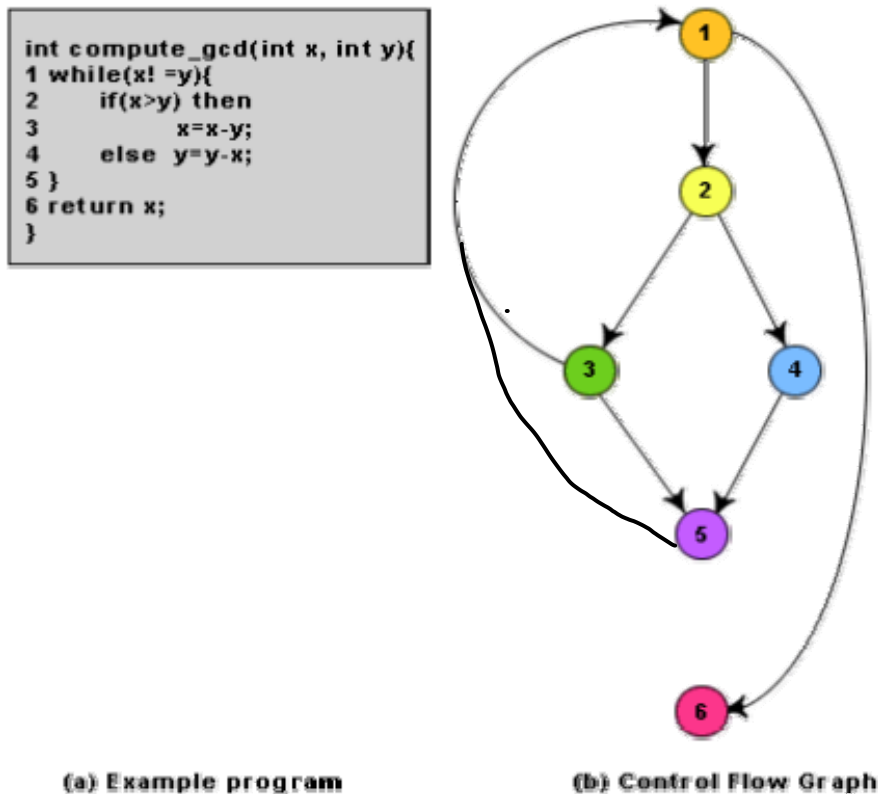 int compute_gcd(int x, int y){
1 while(x! =y){
2 if(x>y) then
3 x=x-y;
4 else y=y-x;
5 }
6 return x;
}
1
2
3
4
5
6
(a) Example program
(b) Control Flow Graph